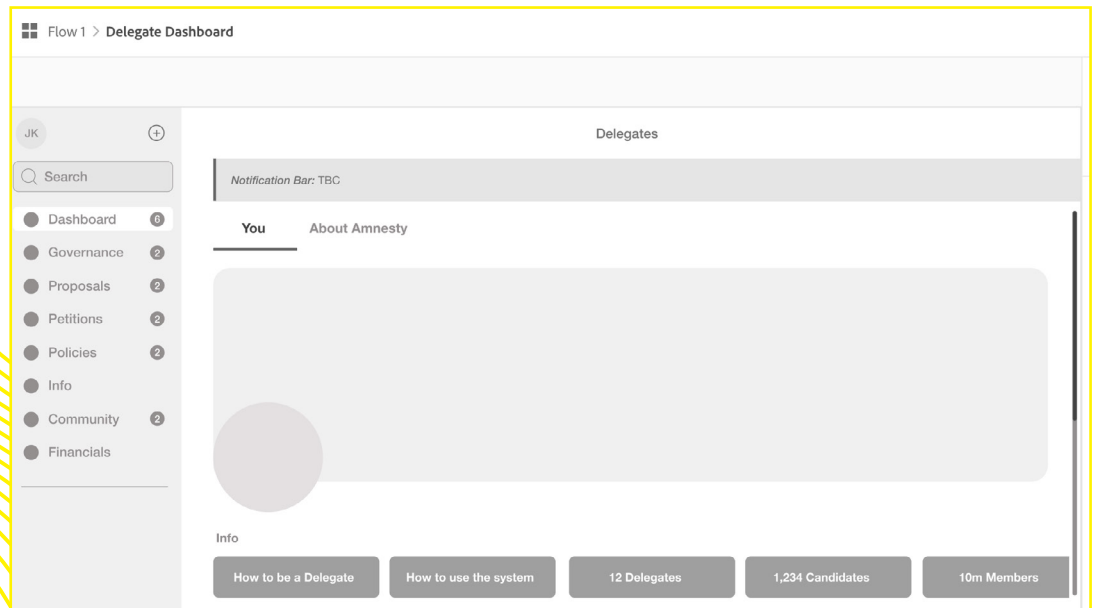 Flow 1 > Delegate Dashboard
JK
Delegates
Search
Notification Bar: TBC
Dashboard 6
Governance 2
Proposals 2
Petitions 2
Policies 2
Info
Community 2
Financials
You About Amnesty
Info
How to be a Delegate How to use the system 12 Delegates 1,234 Candidates 10m Members